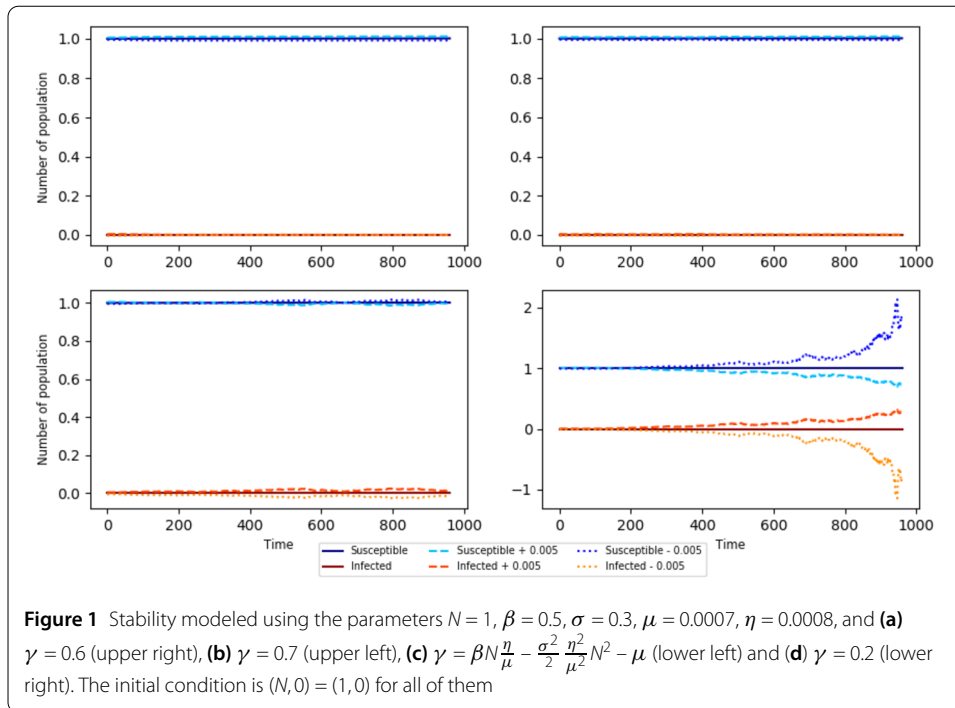 1.0
0.8
0.6
0.4
0.2
0.0
Number of population
0 200 400 600 800 1000
1.0
0.8
0.6
0.4
0.2
0.0
0 200 400 600 800 1000
1.0
0.8
0.6
0.4
0.2
0.0
Number of population
0 200 400 600 800 1000
Time
2
1
0
−1
0 200 400 600 800 1000
Time
Susceptible Susceptible + 0.005 Susceptible - 0.005
Infected Infected + 0.005 Infected - 0.005
Figure 1 Stability modeled using the parameters N = 1, β = 0.5, σ = 0.3, μ = 0.0007, η = 0.0008, and (a)
γ = 0.6 (upper right), (b) γ = 0.7 (upper left), (c) γ = βN η/μ – σ²/2 η²/μ² N² – μ (lower left) and (d) γ = 0.2 (lower
right). The initial condition is (N, 0) = (1, 0) for all of them